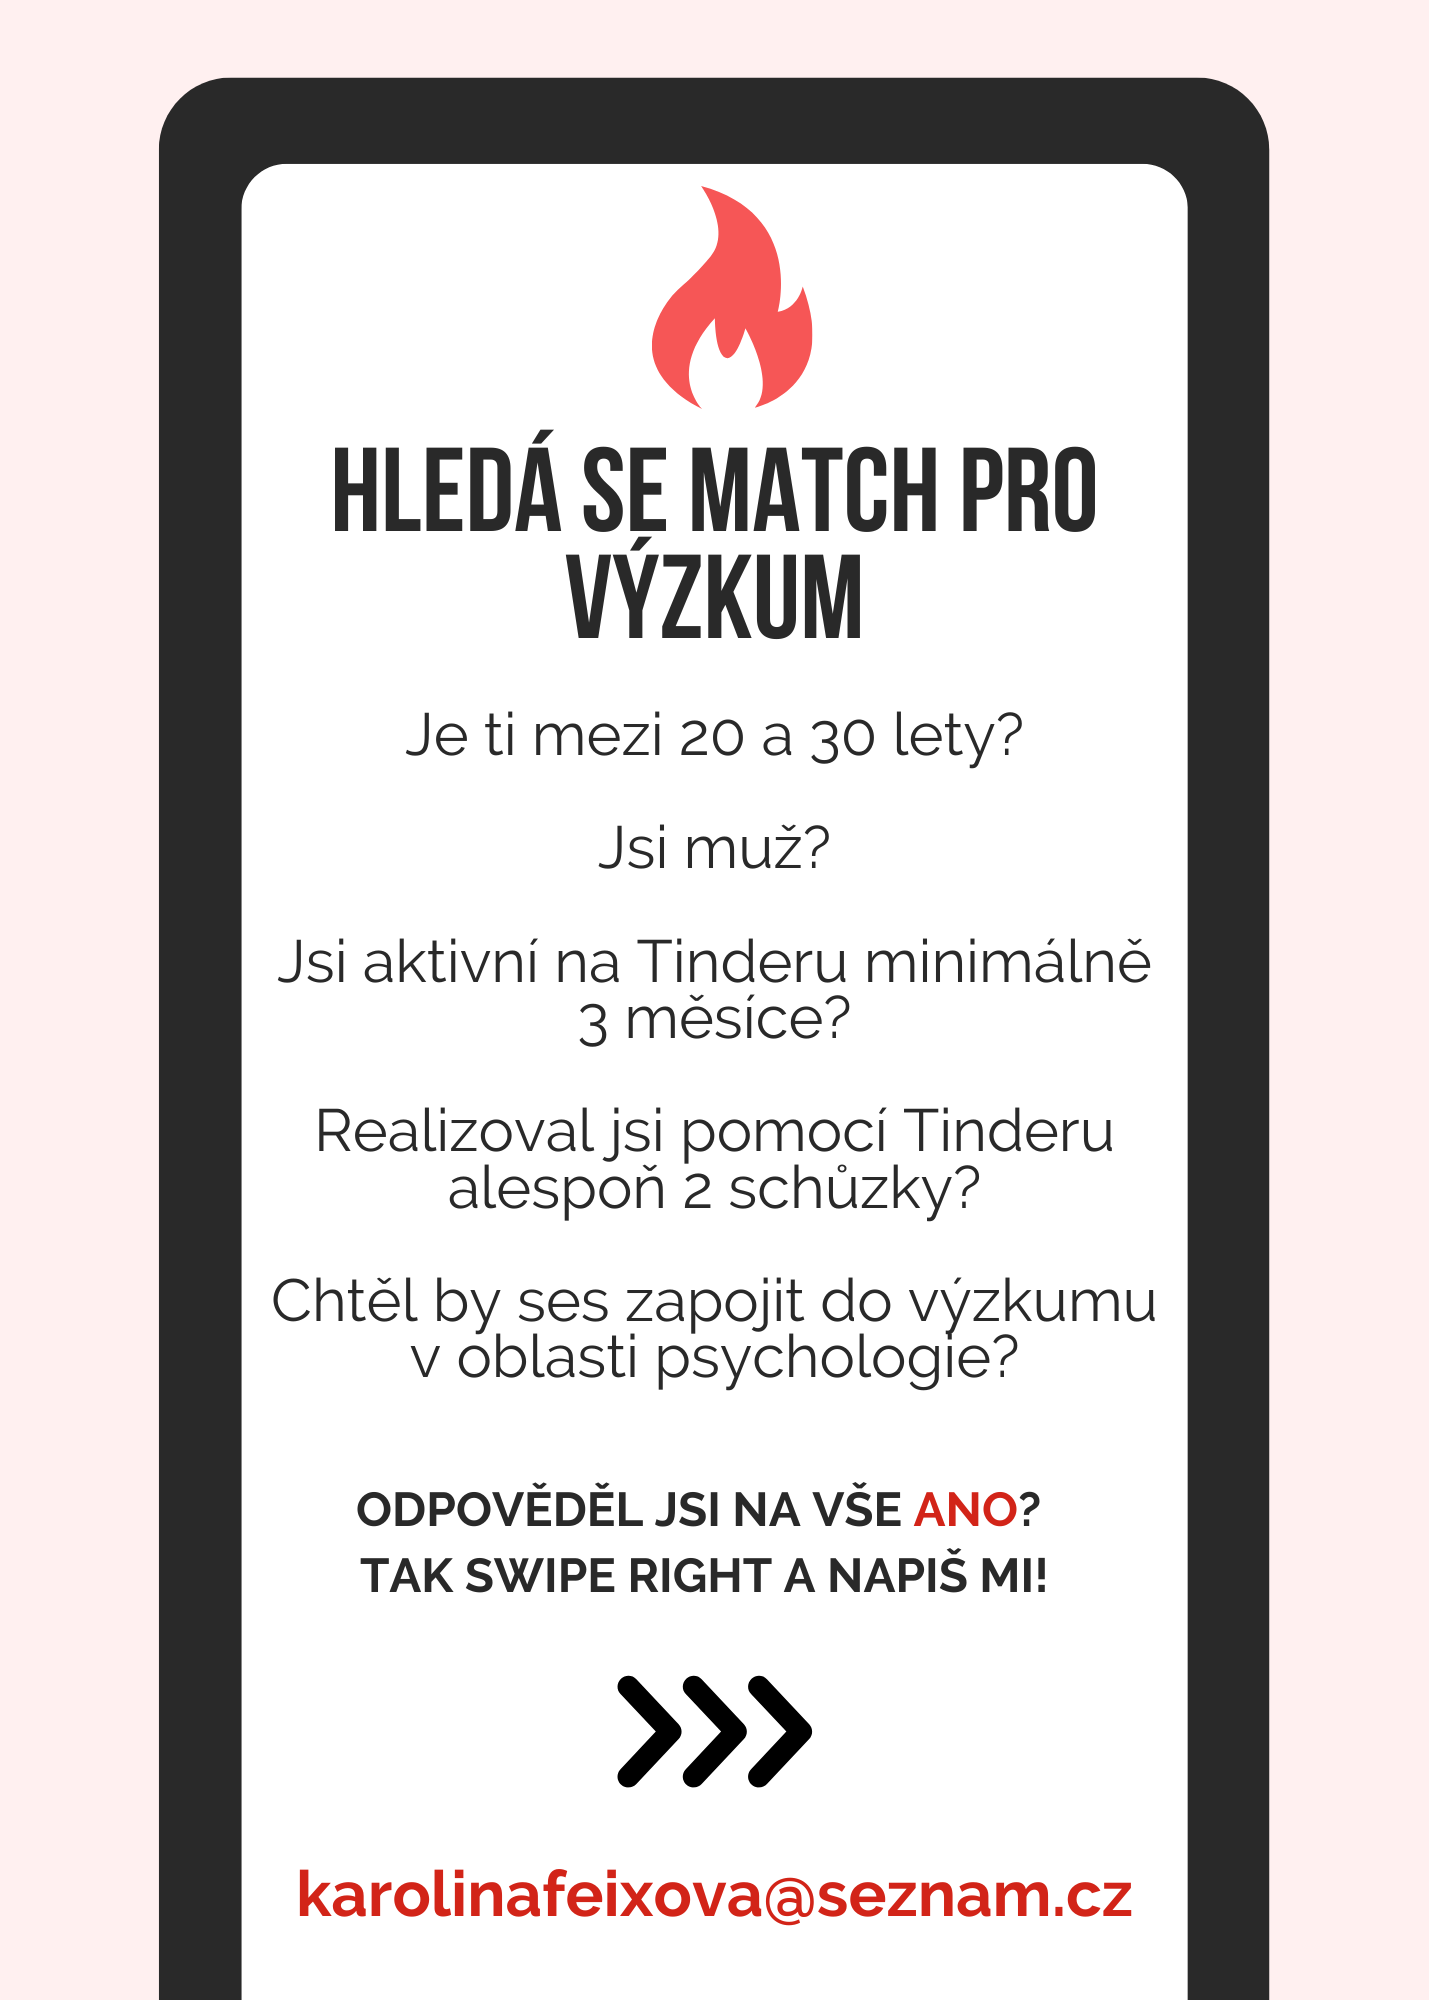 HLEDÁ SE MATCH PRO
VÝZKUM
Je ti mezi 20 a 30 lety?
Jsi muž?
Jsi aktivní na Tinderu minimálně
3 měsíce?
Realizoval jsi pomocí Tinderu
alespoň 2 schůzky?
Chtěl by ses zapojit do výzkumu
v oblasti psychologie?
ODPOVĚDĚL JSI NA VŠE ANO?
TAK SWIPE RIGHT A NAPIŠ MI!
karolinafeixova@seznam.cz